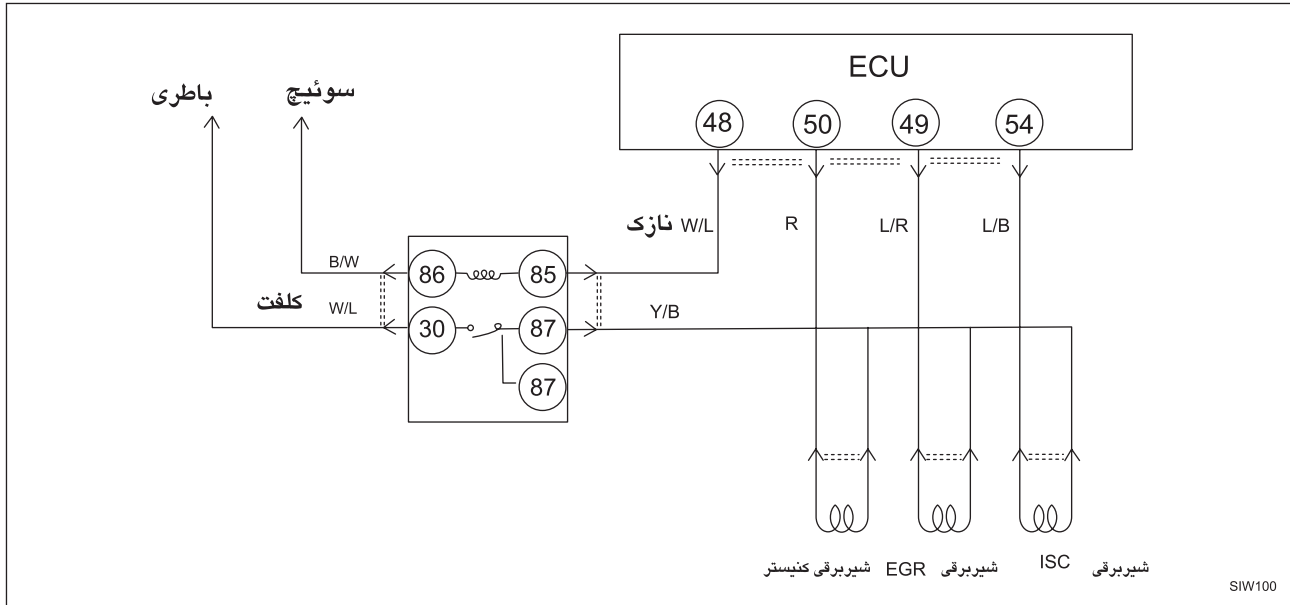 ECU
سوئیچ
باطری
48
50
49
54
نازک W/L
R
L/R
L/B
B/W
86
85
کلفت W/L
30
87
Y/B
87
شیربرقی کنیستر
شیربرقی EGR
شیربرقی ISC
SIW100